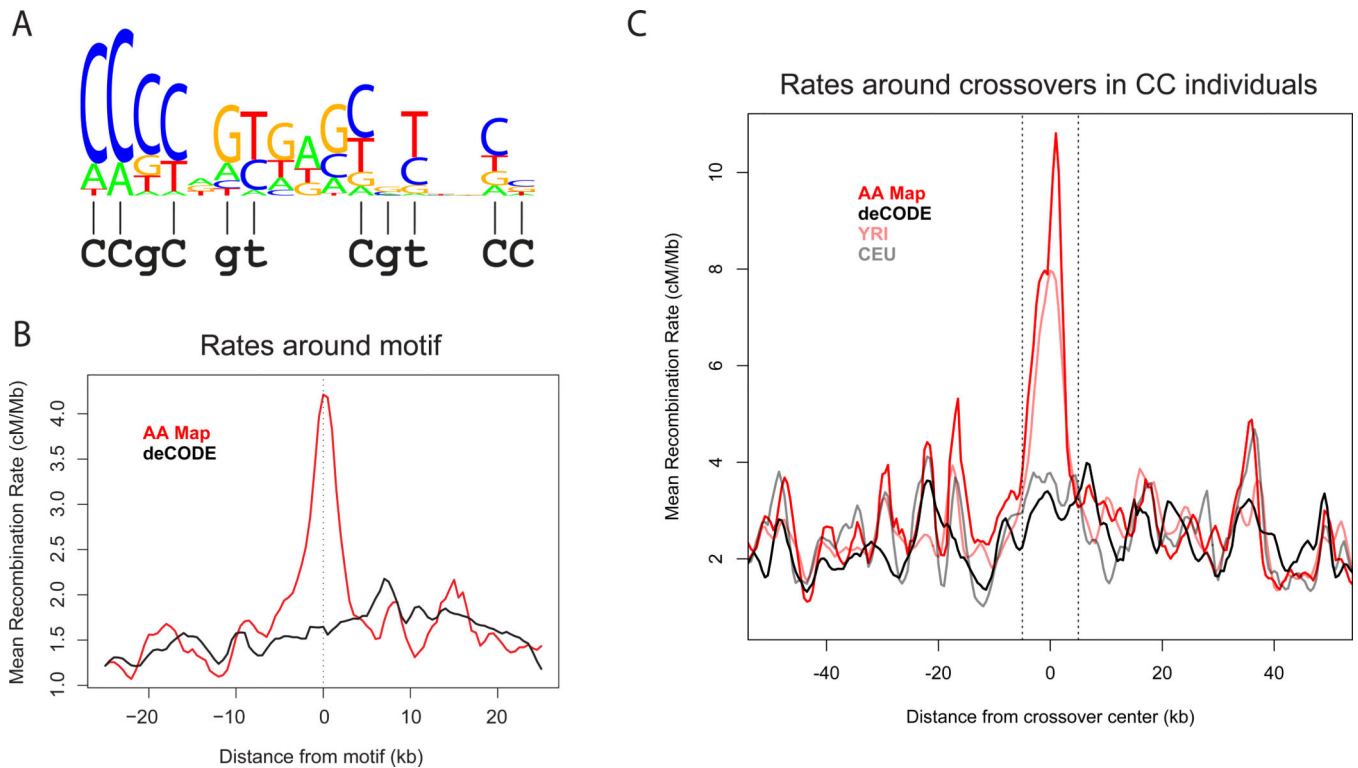 A
CCgC gt Cgt CC
B
Rates around motif
Mean Recombination Rate (cM/Mb)
4.0
3.5
3.0
2.5
2.0
1.5
1.0
AA Map
deCODE
−20 −10 0 10 20
Distance from motif (kb)
C
Rates around crossovers in CC individuals
Mean Recombination Rate (cM/Mb)
10
8
6
4
2
AA Map
deCODE
YRI
CEU
-40 -20 0 20 40
Distance from crossover center (kb)